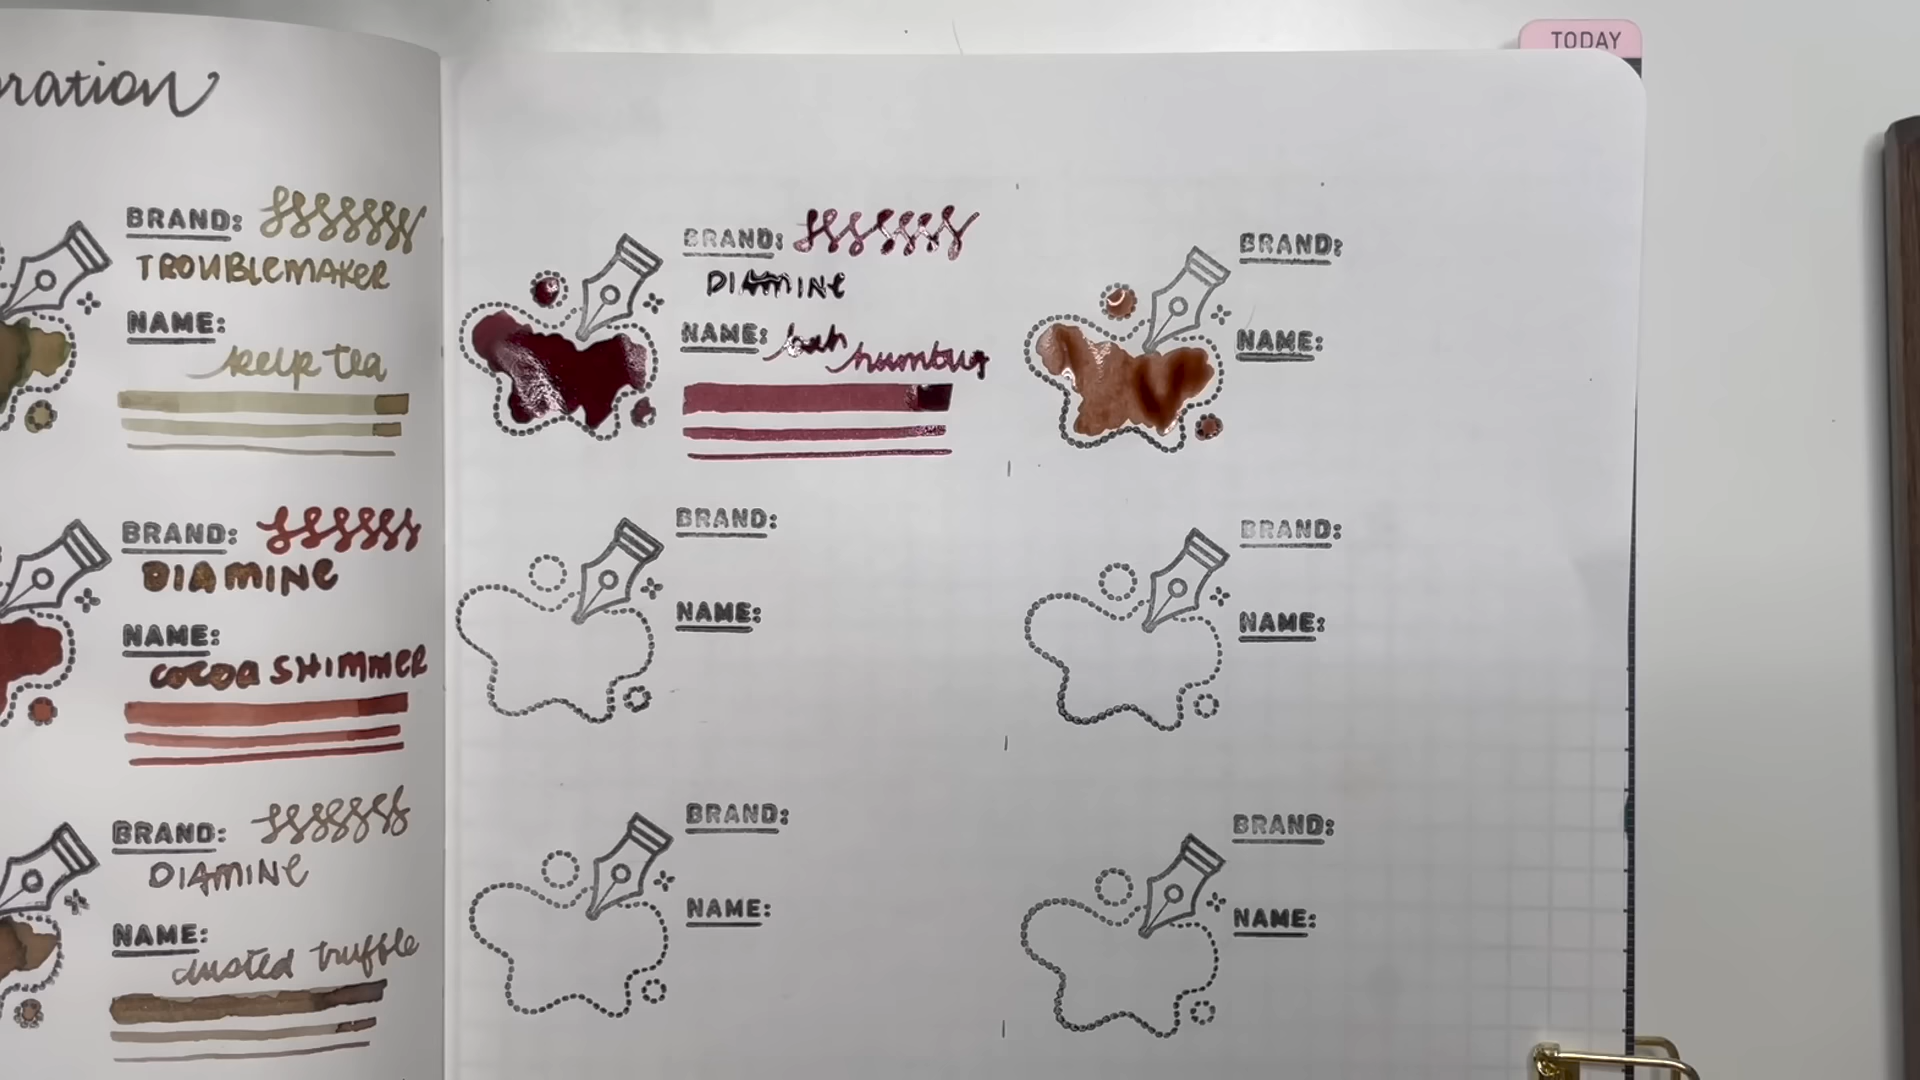 TODAY
ration
BRAND:
TROUBLEMAKER
NAME:
kelp tea
BRAND:
DIAMINE
NAME:
cocoa SHIMMER
BRAND:
DIAMINE
NAME:
dusted truffle
BRAND:
DIAMINE
NAME: bah
humbug
BRAND:
NAME:
BRAND:
NAME:
BRAND:
NAME:
BRAND:
NAME:
BRAND:
NAME: